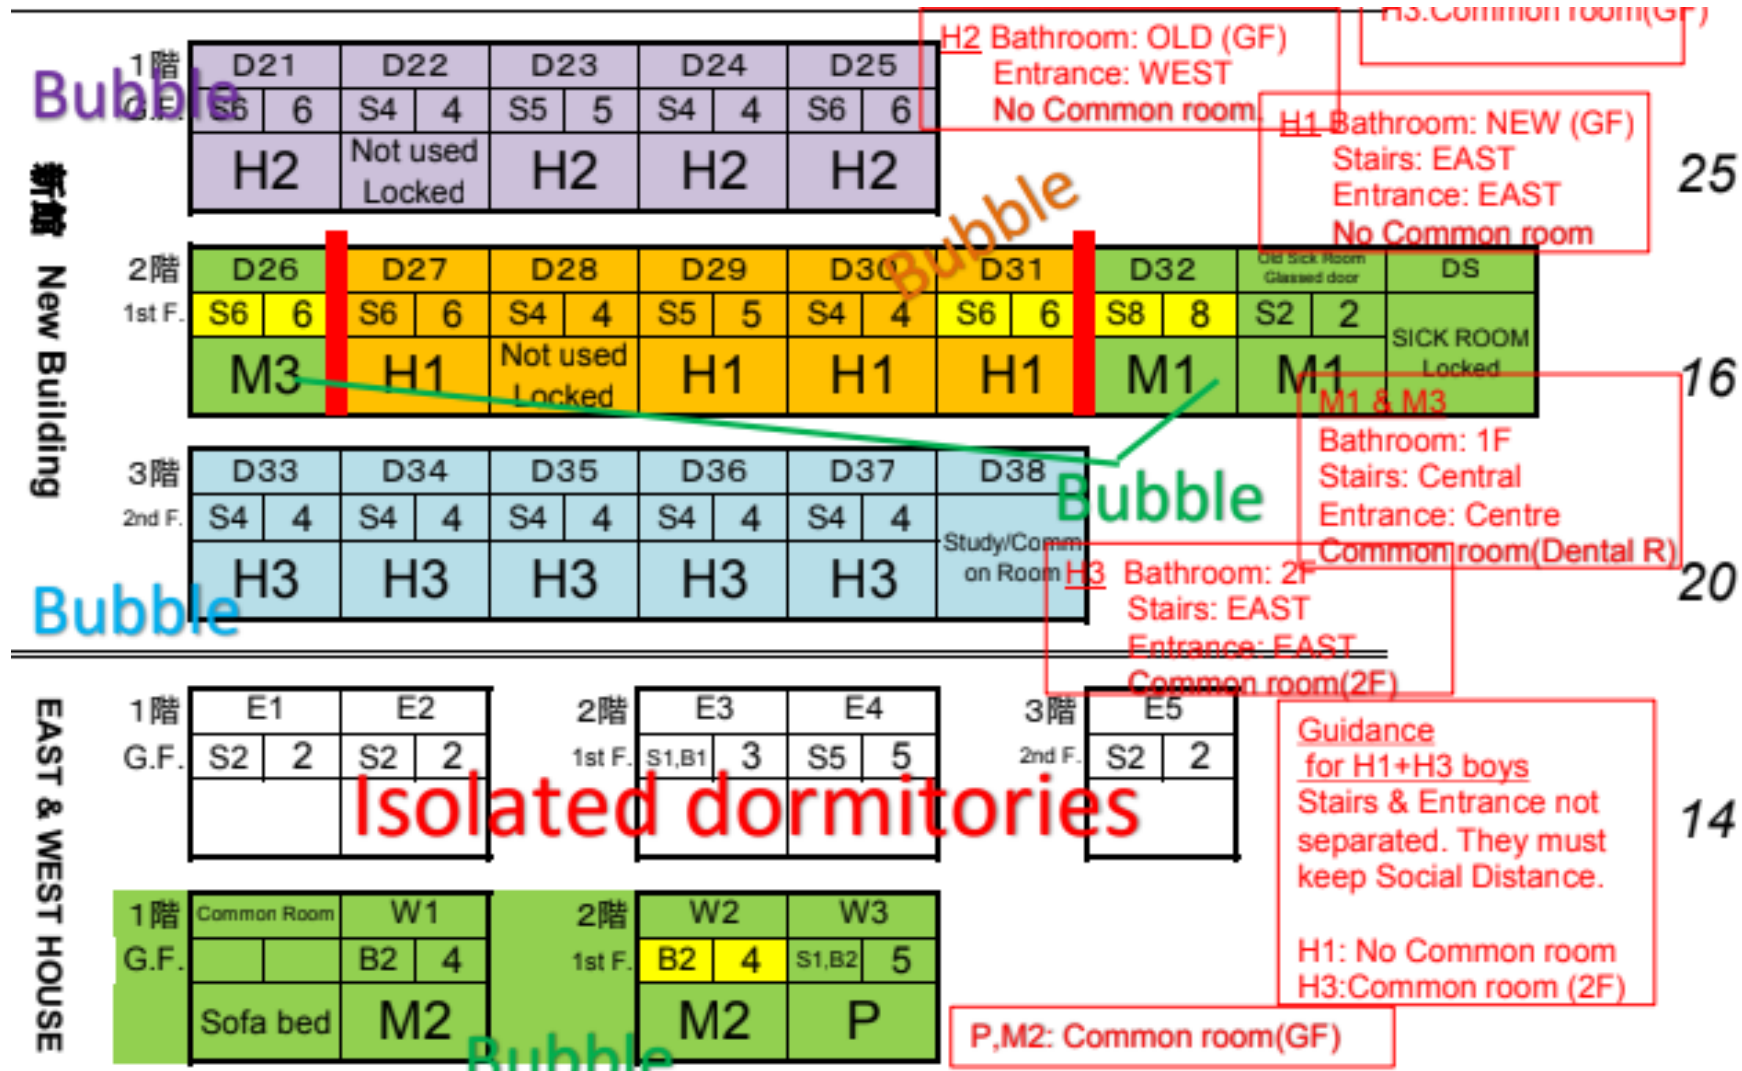 H3:Common room(GF)
H2 Bathroom: OLD (GF)
Entrance: WEST
No Common room
H1 Bathroom: NEW (GF)
Stairs: EAST
Entrance: EAST
No Common room
新館 New Building
Bubble
1階 D21 D22 D23 D24 D25
G.F. S6 6 S4 4 S5 5 S4 4 S6 6
H2 Not used Locked H2 H2 H2
25
Bubble
2階 D26 D27 D28 D29 D30 D31 D32 Old Sick Room Glassed door DS
1st F. S6 6 S6 6 S4 4 S5 5 S4 4 S6 6 S8 8 S2 2
M3 H1 Not used Locked H1 H1 H1 M1 M1 SICK ROOM Locked
16
M1 & M3
Bathroom: 1F
Stairs: Central
Entrance: Centre
Common room(Dental R)
Bubble
3階 D33 D34 D35 D36 D37 D38
2nd F. S4 4 S4 4 S4 4 S4 4 S4 4
H3 H3 H3 H3 H3 Study/Comm
on Room
20
Bubble
H3 Bathroom: 2F
Stairs: EAST
Entrance: EAST
Common room(2F)
EAST & WEST HOUSE
1階 E1 E2 2階 E3 E4 3階 E5
G.F. S2 2 S2 2 1st F. S1,B1 3 S5 5 2nd F. S2 2
Isolated dormitories
14
Guidance
for H1+H3 boys
Stairs & Entrance not
separated. They must
keep Social Distance.
H1: No Common room
H3:Common room (2F)
1階 Common Room W1 2階 W2 W3
G.F. B2 4 1st F. B2 4 S1,B2 5
Sofa bed M2 M2 P
Bubble
P,M2: Common room(GF)